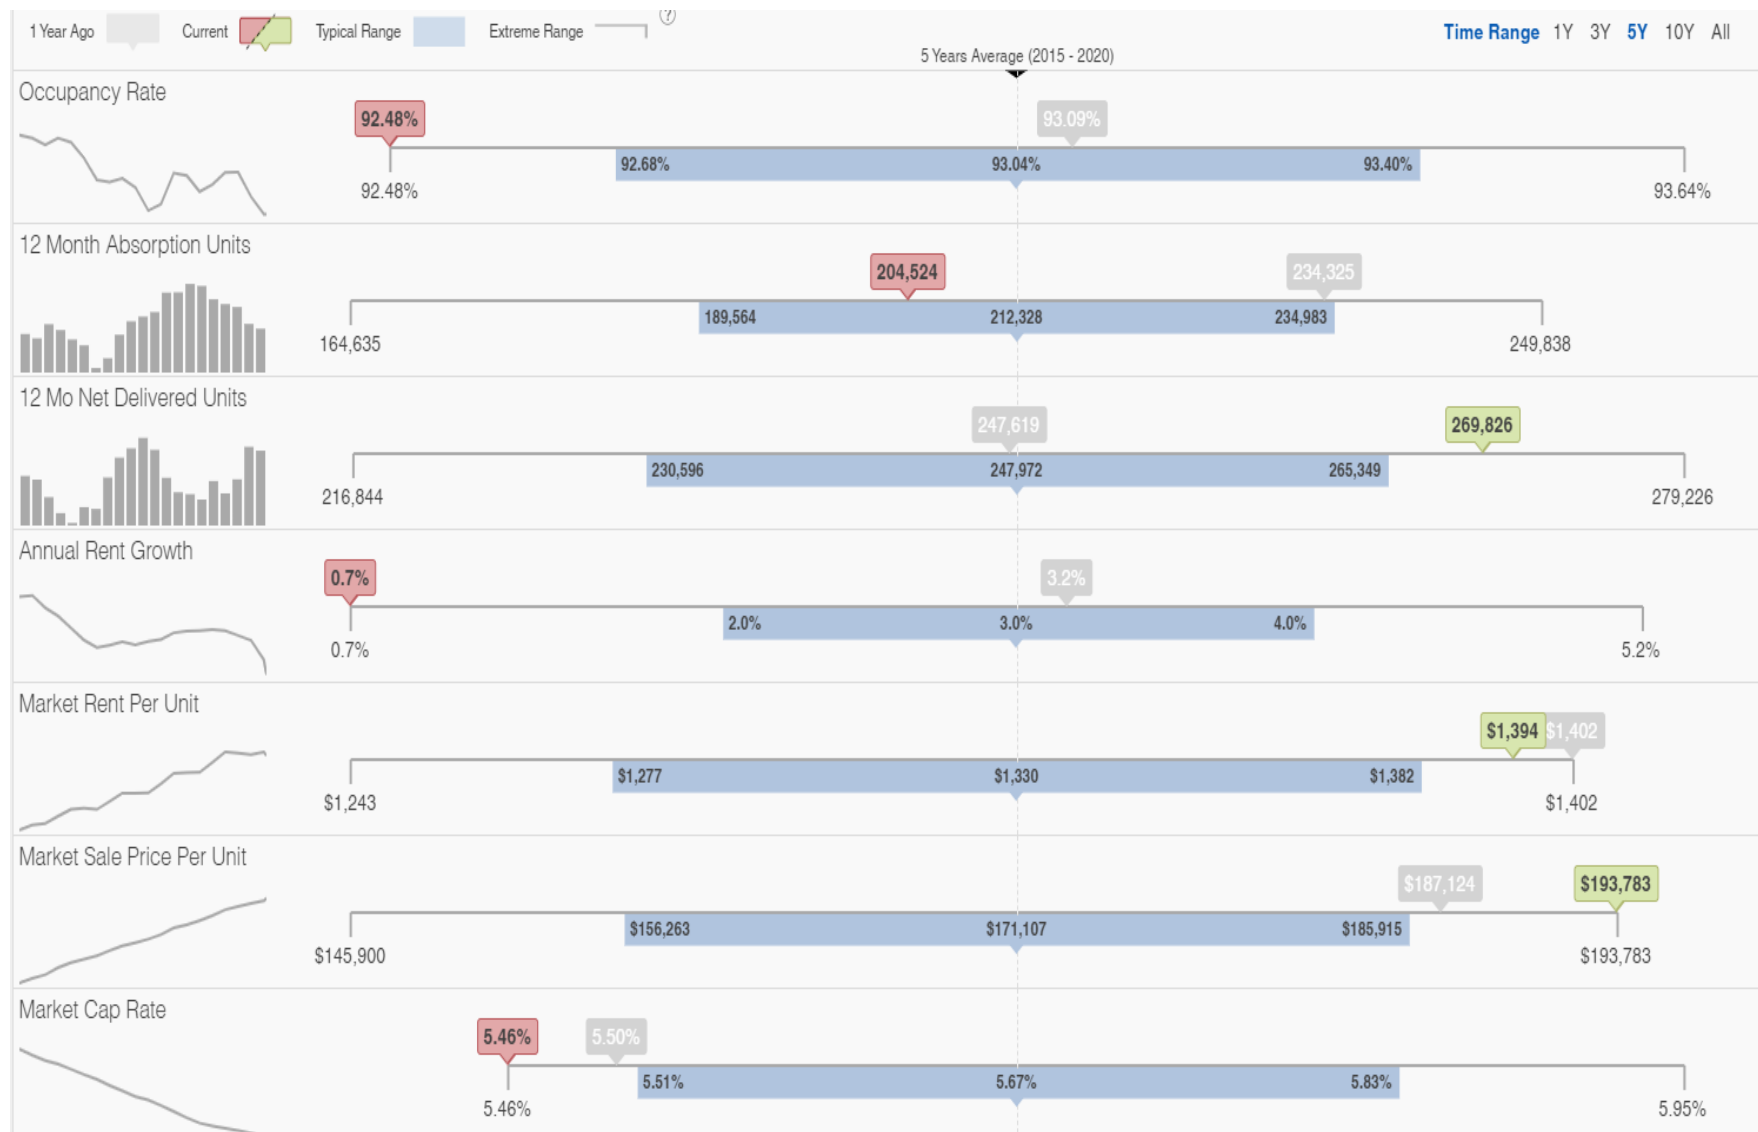 1 Year Ago Current Typical Range Extreme Range ? Time Range 1Y 3Y 5Y 10Y All
5 Years Average (2015 - 2020)
Occupancy Rate
92.48% 93.09%
92.68% 93.04% 93.40%
92.48% 93.64%
12 Month Absorption Units
204,524 234,325
189,564 212,328 234,983
164,635 249,838
12 Mo Net Delivered Units
247,619 269,826
230,596 247,972 265,349
216,844 279,226
Annual Rent Growth
0.7% 3.2%
2.0% 3.0% 4.0%
0.7% 5.2%
Market Rent Per Unit
$1,394 $1,402
$1,277 $1,330 $1,382
$1,243 $1,402
Market Sale Price Per Unit
$187,124 $193,783
$156,263 $171,107 $185,915
$145,900 $193,783
Market Cap Rate
5.46% 5.50%
5.51% 5.67% 5.83%
5.46% 5.95%